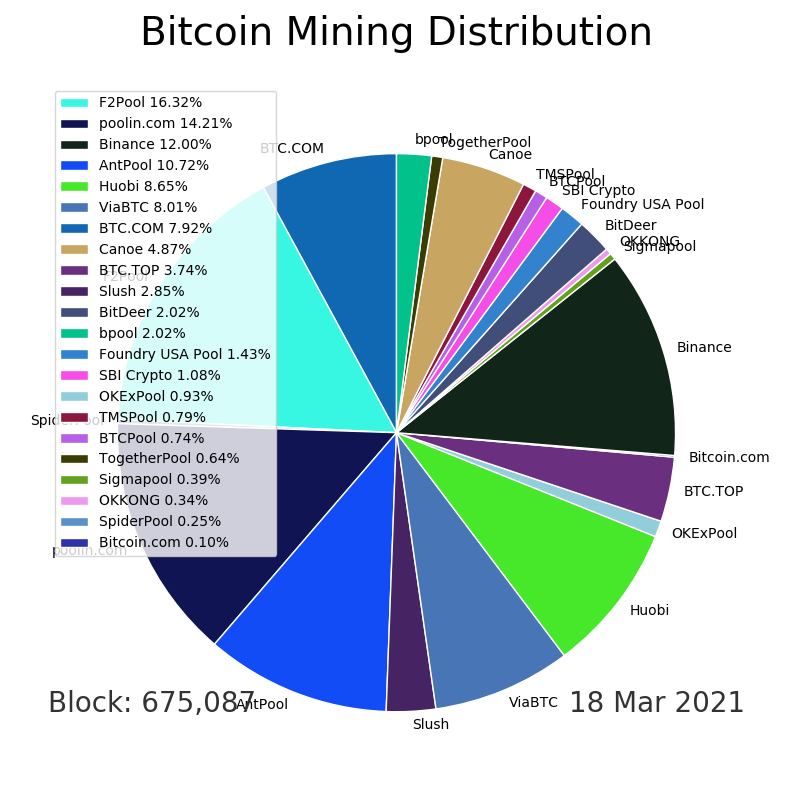 Bitcoin Mining Distribution
F2Pool 16.32%
poolin.com 14.21%
Binance 12.00%
AntPool 10.72%
Huobi 8.65%
ViaBTC 8.01%
BTC.COM 7.92%
Canoe 4.87%
BTC.TOP 3.74%
Slush 2.85%
BitDeer 2.02%
bpool 2.02%
Foundry USA Pool 1.43%
SBI Crypto 1.08%
OKExPool 0.93%
TMSPool 0.79%
BTCPool 0.74%
TogetherPool 0.64%
Sigmapool 0.39%
OKKONG 0.34%
SpiderPool 0.25%
Bitcoin.com 0.10%
bpool
TogetherPool
Canoe
TMSPool
BTCPool
SBI Crypto
Foundry USA Pool
BitDeer
OKKONG
Sigmapool
Binance
Bitcoin.com
BTC.TOP
OKExPool
Huobi
ViaBTC
Slush
AntPool
poolin.com
SpiderPool
F2Pool
BTC.COM
Block: 675,087
18 Mar 2021